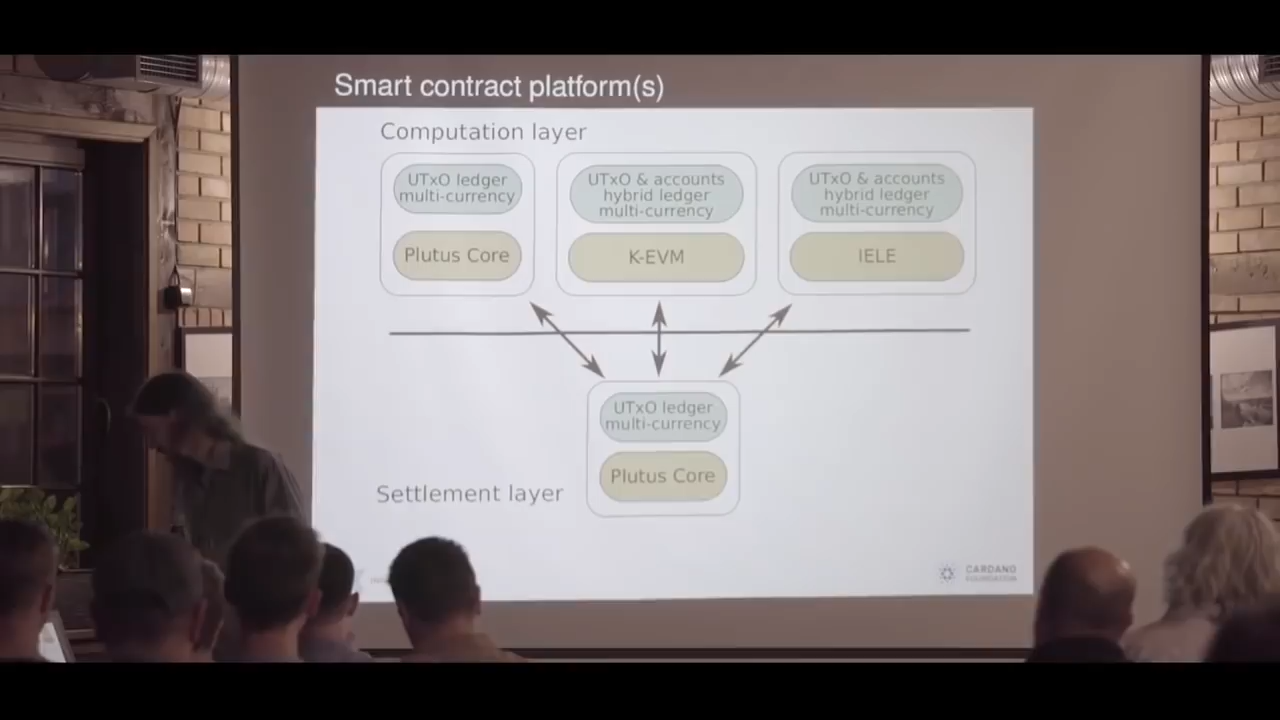 Smart contract platform(s)
Computation layer
UTxO ledger
multi-currency
Plutus Core
UTxO & accounts
hybrid ledger
multi-currency
K-EVM
UTxO & accounts
hybrid ledger
multi-currency
IELE
UTxO ledger
multi-currency
Plutus Core
Settlement layer
CARDANO
FOUNDATION